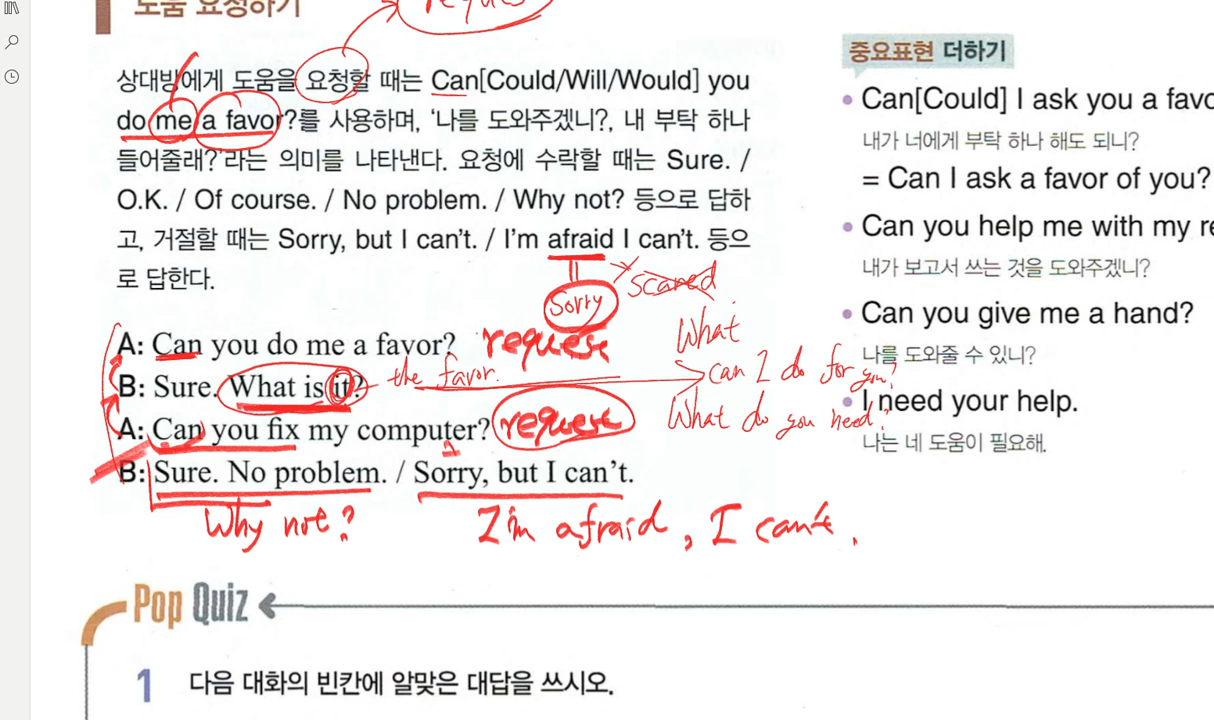 도움 요청하기
request
상대방에게 도움을 요청할 때는 Can[Could/Will/Would] you
do me a favor?를 사용하며, ‘나를 도와주겠니?, 내 부탁 하나
들어줄래?’라는 의미를 나타낸다. 요청에 수락할 때는 Sure. /
O.K. / Of course. / No problem. / Why not? 등으로 답하
고, 거절할 때는 Sorry, but I can’t. / I’m afraid I can’t. 등으
로 답한다.
Sorry
scared
A: Can you do me a favor?
request
B: Sure. What is it?
the favor.
What
can I do for you?
What do you need?
A: Can you fix my computer?
request
B: Sure. No problem. / Sorry, but I can’t.
Why not?
I'm afraid, I can't.
중요표현 더하기
Can[Could] I ask you a favo
내가 너에게 부탁 하나 해도 되니?
= Can I ask a favor of you?
Can you help me with my re
내가 보고서 쓰는 것을 도와주겠니?
Can you give me a hand?
나를 도와줄 수 있니?
I need your help.
나는 네 도움이 필요해.
Pop Quiz
1 다음 대화의 빈칸에 알맞은 대답을 쓰시오.